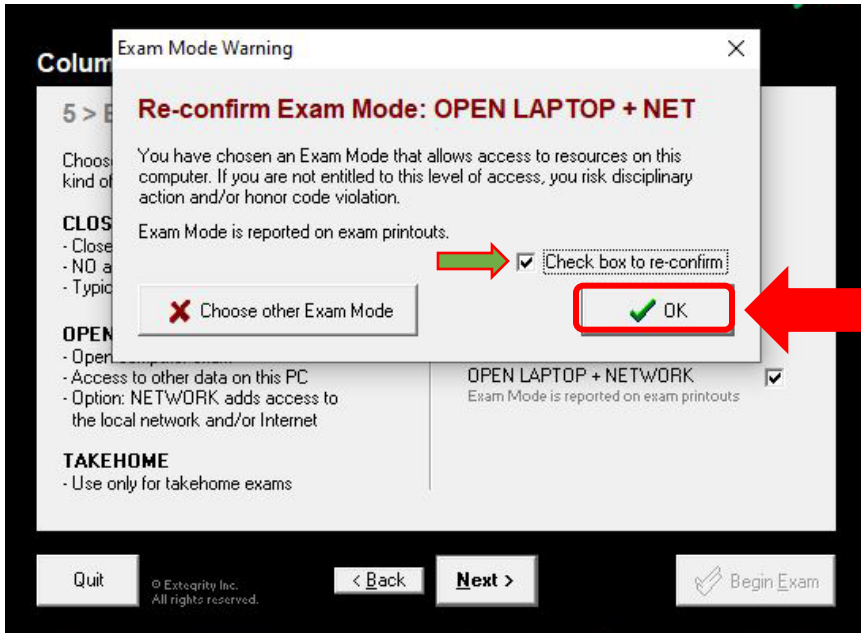 Exam Mode Warning
Colum
Re-confirm Exam Mode: OPEN LAPTOP + NET
5 > E
You have chosen an Exam Mode that allows access to resources on this
computer. If you are not entitled to this level of access, you risk disciplinary
action and/or honor code violation.
Exam Mode is reported on exam printouts.
Check box to re-confirm
Choose other Exam Mode
OK
Choos
kind of
CLOS
- Close
- NO a
- Typic
OPEN
- Open
- Access to other data on this PC
- Option: NETWORK adds access to
the local network and/or Internet
TAKEHOME
- Use only for takehome exams
OPEN LAPTOP + NETWORK
Exam Mode is reported on exam printouts
Quit
© Extegrity Inc.
All rights reserved.
< Back
Next >
Begin Exam